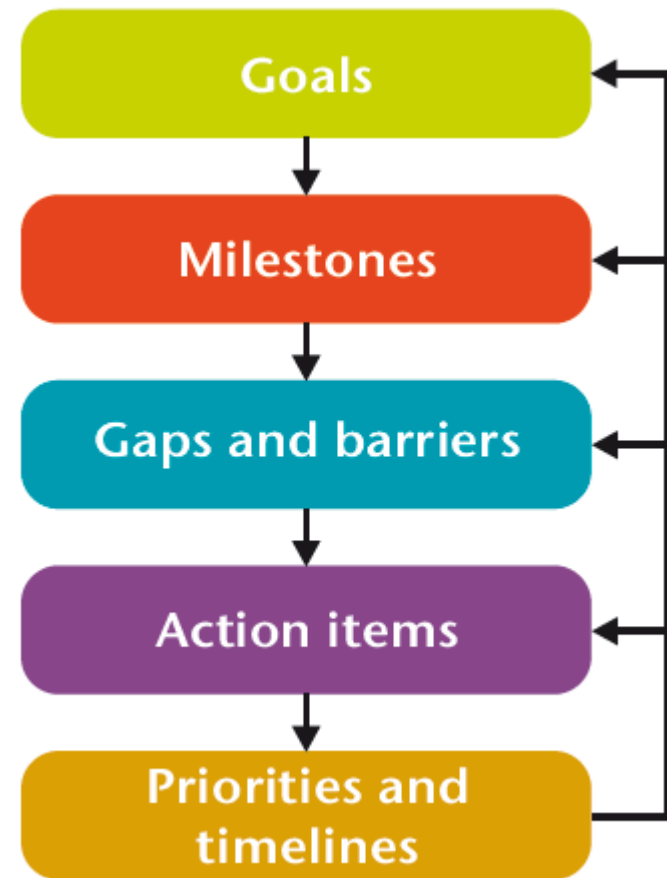 Goals
Milestones
Gaps and barriers
Action items
Priorities and
timelines